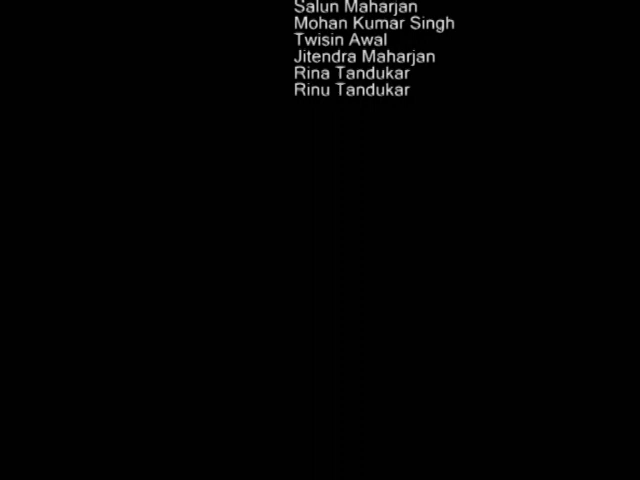 Salun Maharjan
Mohan Kumar Singh
Twisin Awal
Jitendra Maharjan
Rina Tandukar
Rinu Tandukar